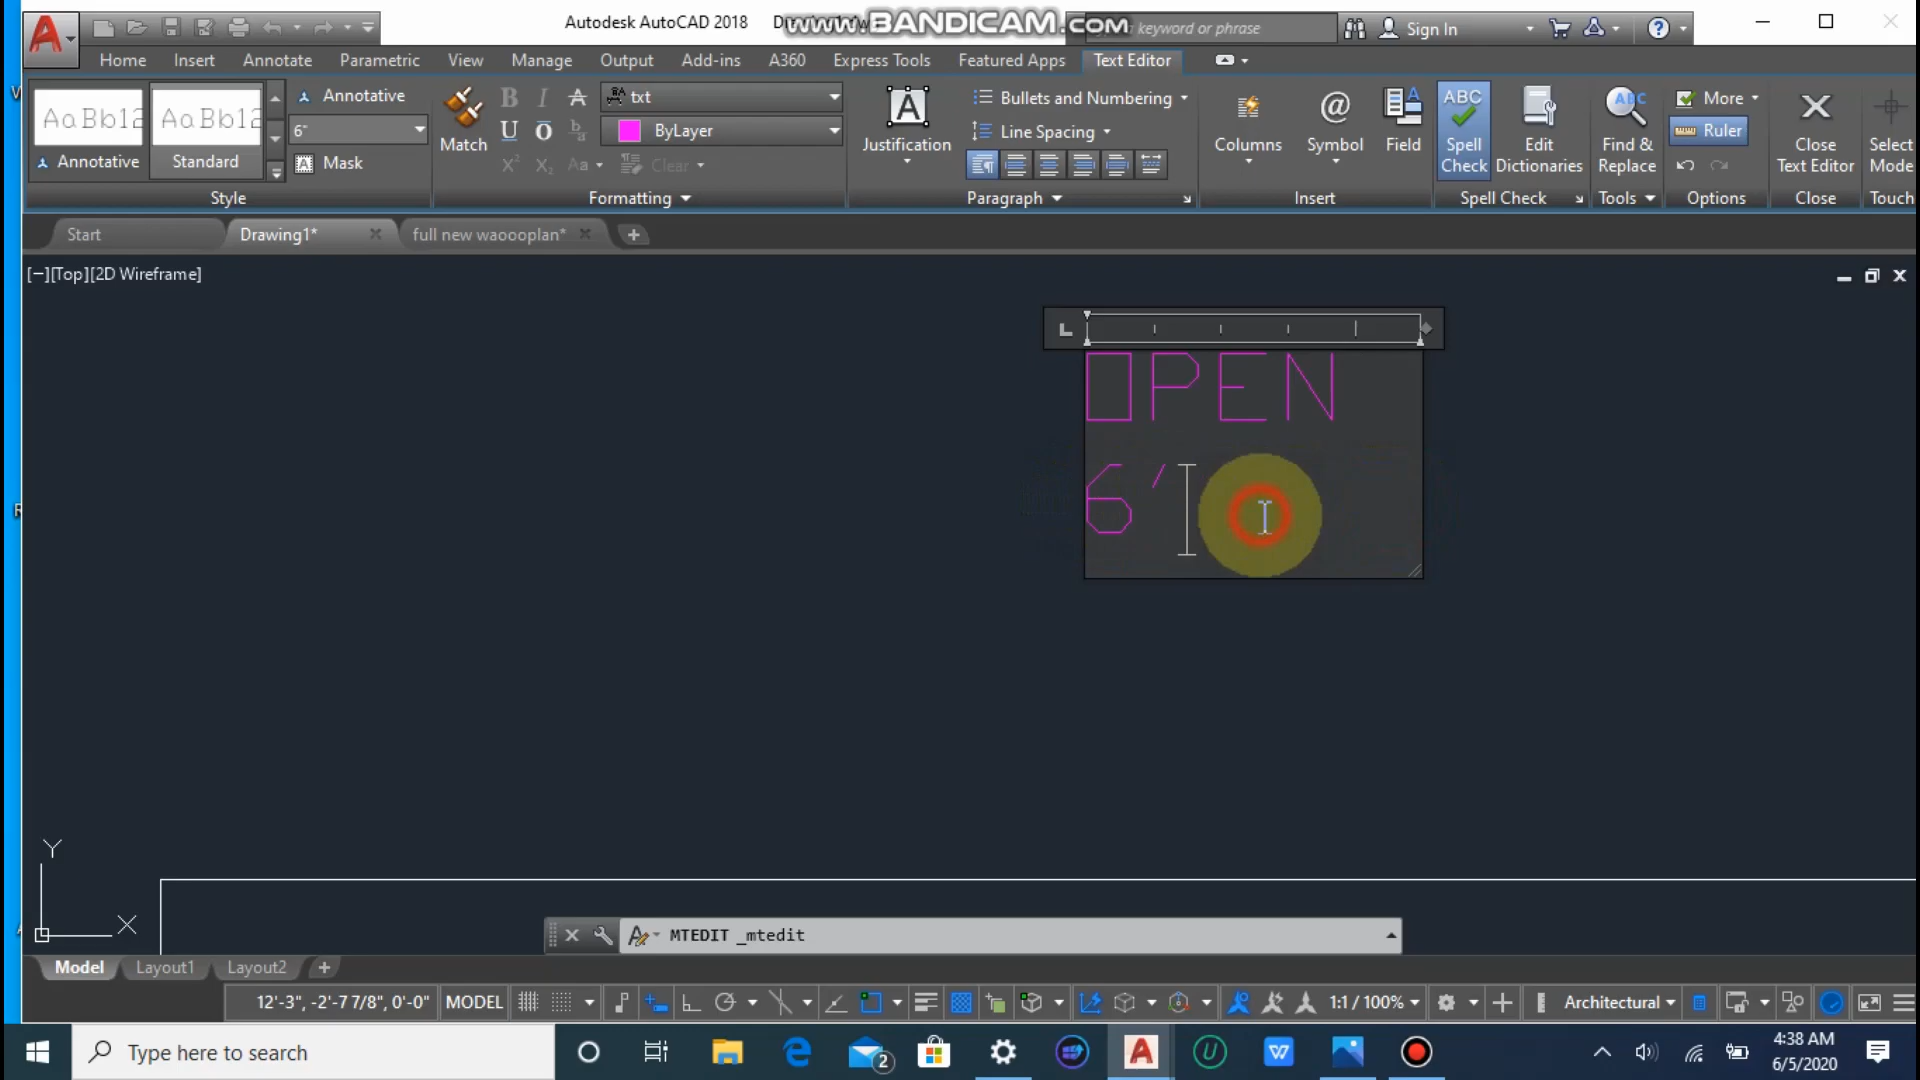 Autodesk AutoCAD 2018
www.BANDICAM.COM
keyword or phrase
Sign In
Home Insert Annotate Parametric View Manage Output Add-ins A360 Express Tools Featured Apps Text Editor
AaBb12 AaBb12
Annotative
Standard
Annotative
6"
Mask
Style
Match
txt
ByLayer
Clear
Formatting
Justification
Bullets and Numbering
Line Spacing
Paragraph
Columns
Symbol
Field
Insert
ABC
Spell
Check
Edit
Dictionaries
Spell Check
ABC
Find &
Replace
Tools
More
Ruler
Options
Close
Text Editor
Close
Select
Mode
Touch
Start
Drawing1*
full new waoooplan*
[−][Top][2D Wireframe]
OPEN
6'
Y
X
MTEDIT _mtedit
Model Layout1 Layout2
12'-3", -2'-7 7/8", 0'-0" MODEL
1:1 / 100%
Architectural
Type here to search
2
4:38 AM
6/5/2020